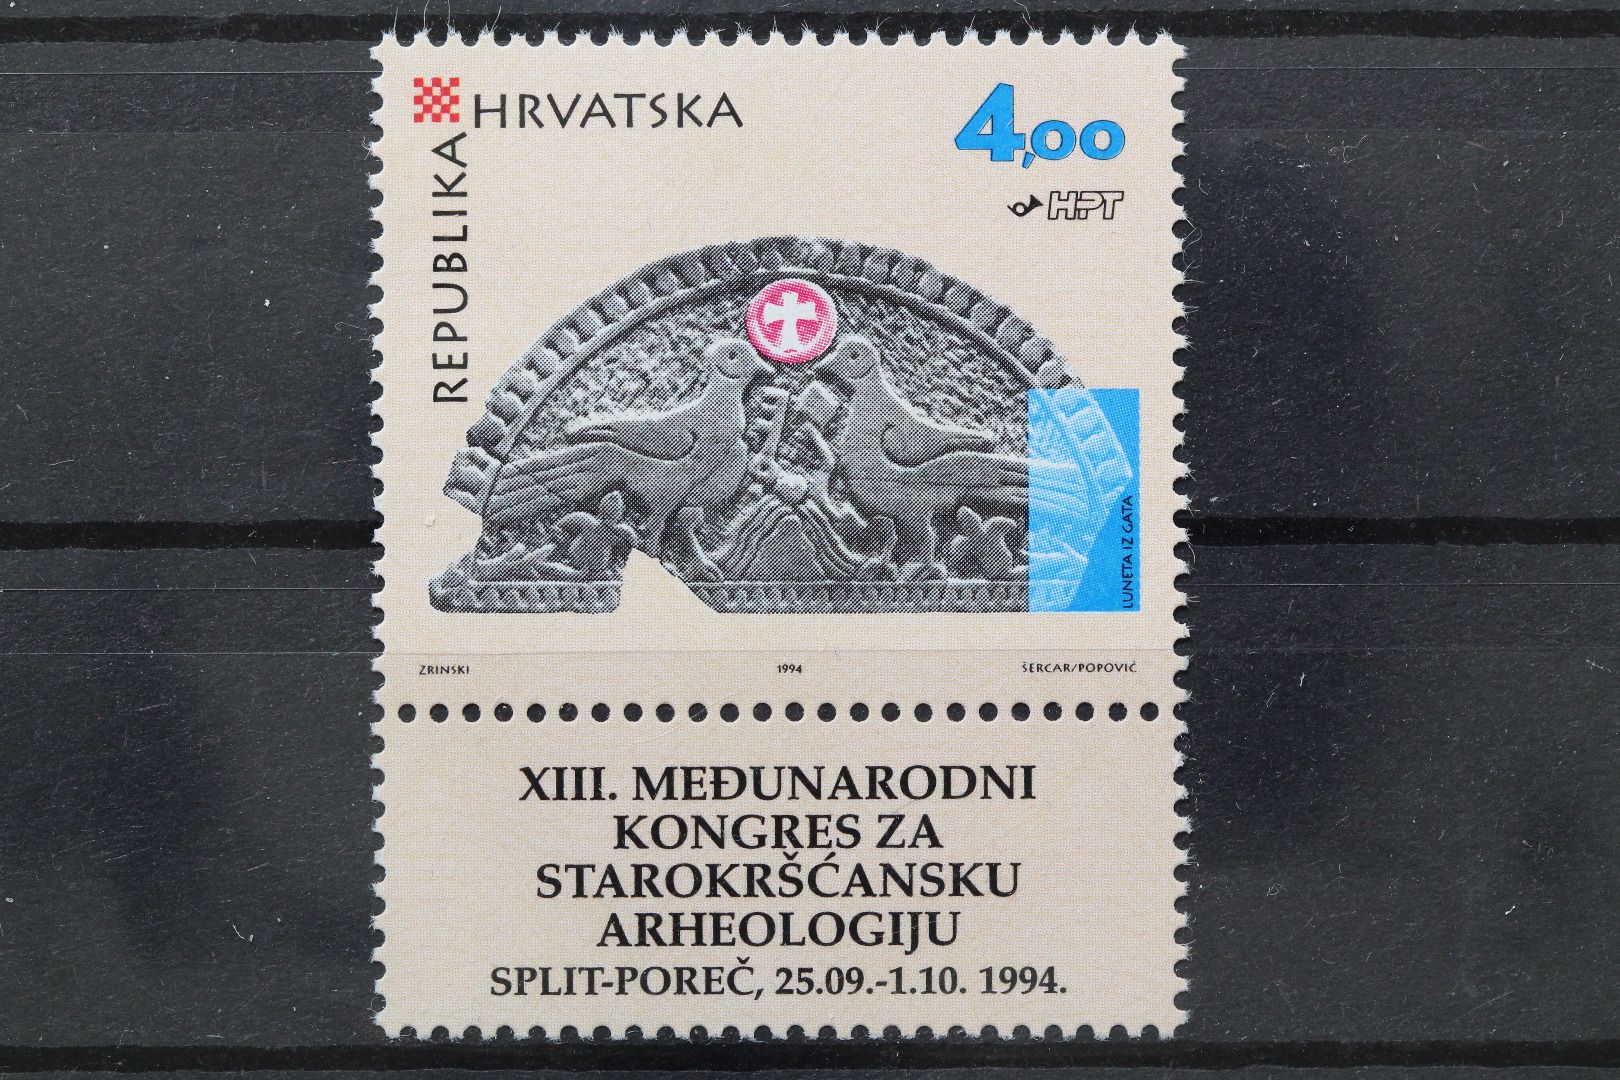 REPUBLIKA HRVATSKA
4,00
HPT
LUNETA IZ GATA
ZRINSKI
1994
ŠERCAR/POPOVIĆ
XIII. MEĐUNARODNI
KONGRES ZA
STAROKRŠĆANSKU
ARHEOLOGIJU
SPLIT-POREČ, 25.09.-1.10. 1994.